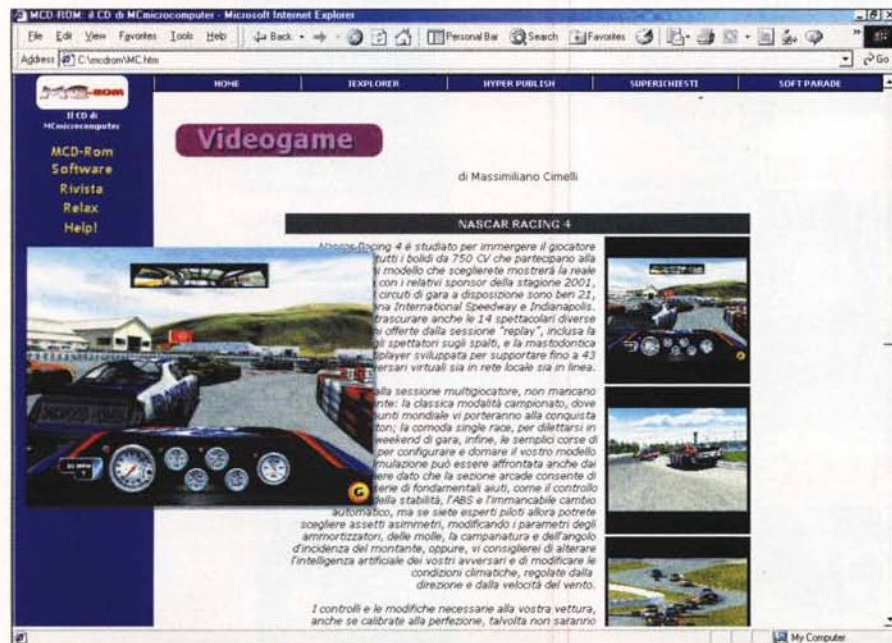 MCD-ROM: il CD di MCmicrocomputer - Microsoft Internet Explorer
File Edit View Favorites Tools Help Back Personal Bar Search Favorites
Address C:\mcdrom\MC.htm Go
HOME IEXPLORER HYPER PUBLISH SUPERICHIESTI SOFT PARADE
Il CD di
MCmicrocomputer
MCD-Rom
Software
Rivista
Relax
Help!
Videogame
di Massimiliano Cimelli
NASCAR RACING 4
Nascar Racing 4 è studiato per immergere il giocatore
tutti i bolidi da 750 CV che partecipano alla
modello che sceglierete mostrerà la reale
con i relativi sponsor della stagione 2001,
circuiti di gara a disposizione sono ben 21,
International Speedway e Indianapolis.
trascurare anche le 14 spettacolari diverse
offerte dalla sessione "replay", inclusa la
gli spettatori sugli spalti, e la mastodontica
sviluppata per supportare fino a 43
virtuali sia in rete locale sia in linea.
alla sessione multigiocatore, non mancano
la classica modalità campionato, dove
punti mondiale vi porteranno alla conquista
la comoda single race, per dilettarsi in
weekend di gara, infine, le semplici corse di
per configurare e domare il vostro modello
può essere affrontata anche dai
dato che la sezione arcade consente di
serie di fondamentali aiuti, come il controllo
della stabilità, l'ABS e l'immancabile cambio
automatico, ma se siete esperti piloti allora potrete
scegliere assetti asimmetri, modificando i parametri degli
ammortizzatori, delle molle, la campanatura e dell'angolo
d'incidenza del montante, oppure, vi consiglierei di alterare
l'intelligenza artificiale dei vostri avversari e di modificare le
condizioni climatiche, regolate dalla
direzione e dalla velocità del vento.
I controlli e le modifiche necessarie alla vostra vettura,
anche se calibrate alla perfezione, talvolta non saranno
My Computer